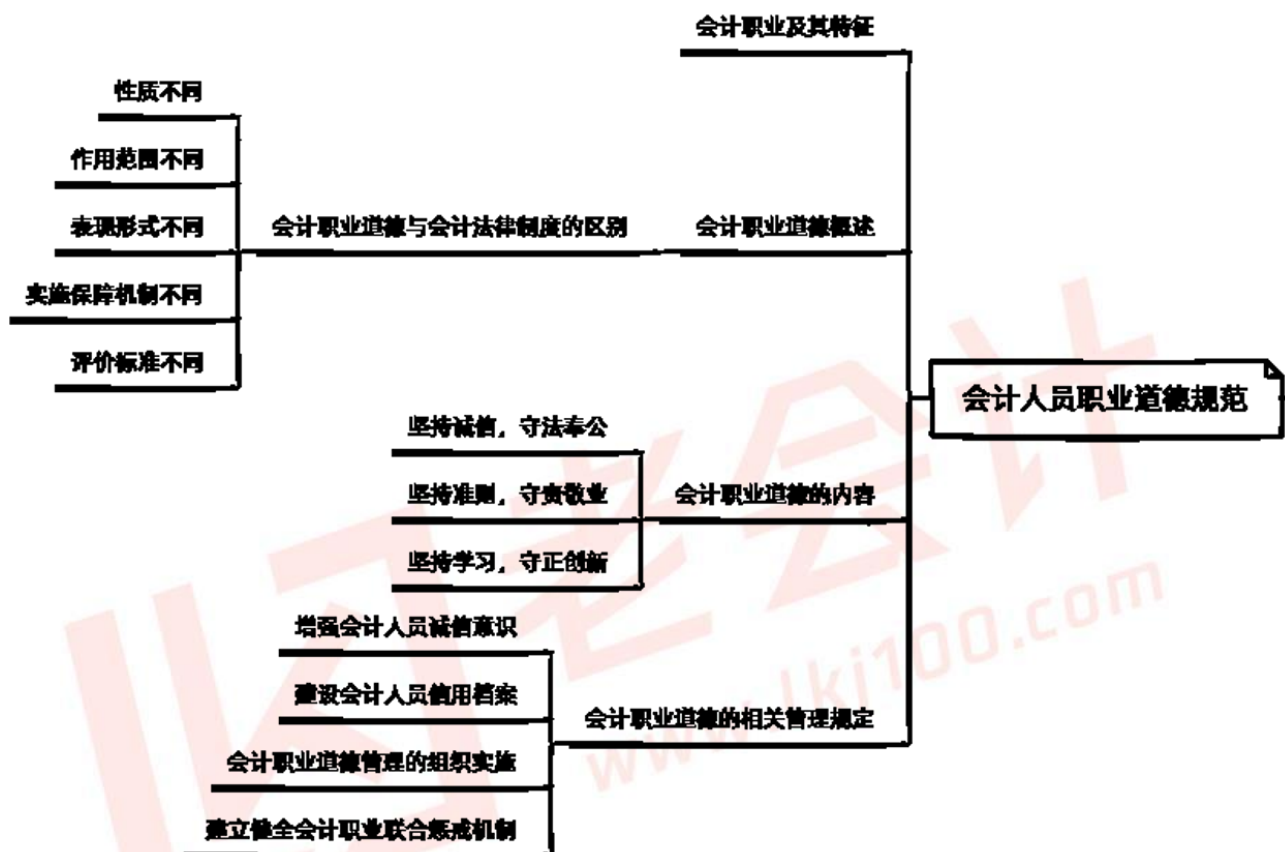 会计职业及其特征
性质不同
作用范围不同
表现形式不同
会计职业道德与会计法律制度的区别
会计职业道德概述
实施保障机制不同
评价标准不同
会计人员职业道德规范
坚持诚信，守法奉公
坚持准则，守责敬业
会计职业道德的内容
坚持学习，守正创新
增强会计人员诚信意识
建设会计人员信用档案
会计职业道德的相关管理规定
会计职业道德管理的组织实施
建立健全会计职业联合惩戒机制
老会计
www.lkj100.com